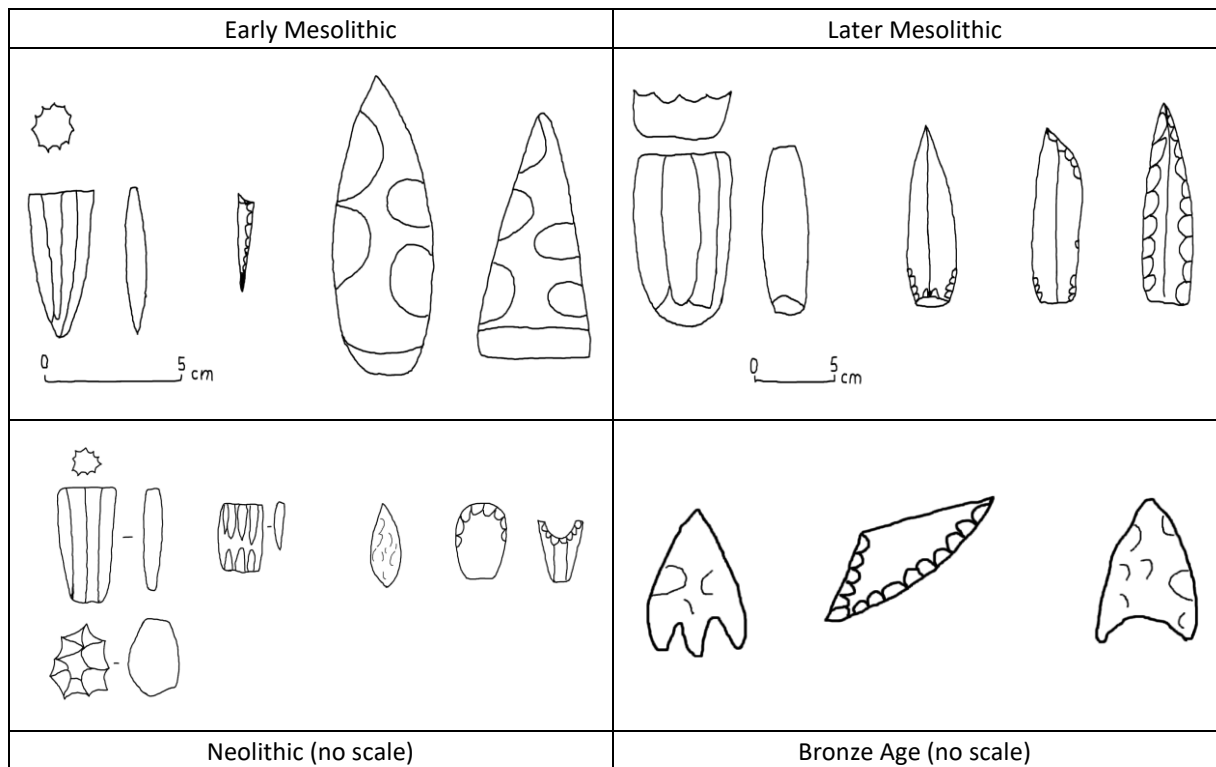 Early Mesolithic
Later Mesolithic
0 5 cm
0 5 cm
Neolithic (no scale)
Bronze Age (no scale)